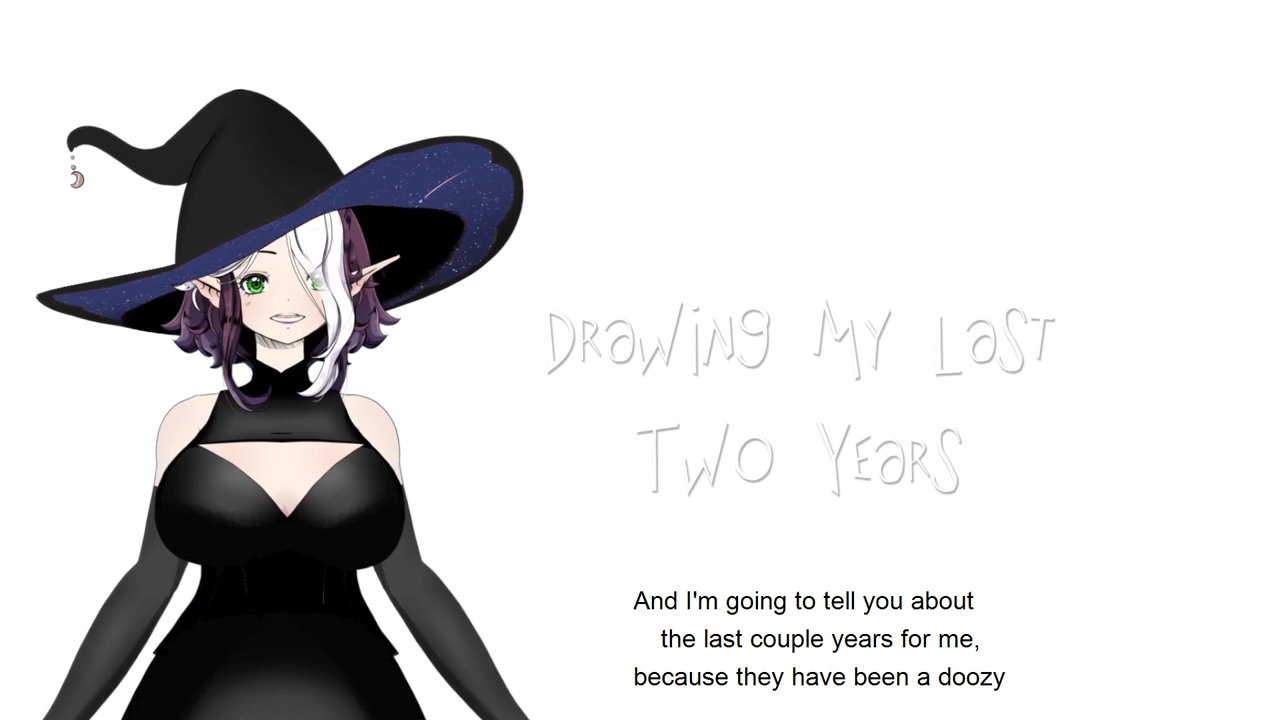 Drawing My Last
Two Years
And I'm going to tell you about
the last couple years for me,
because they have been a doozy